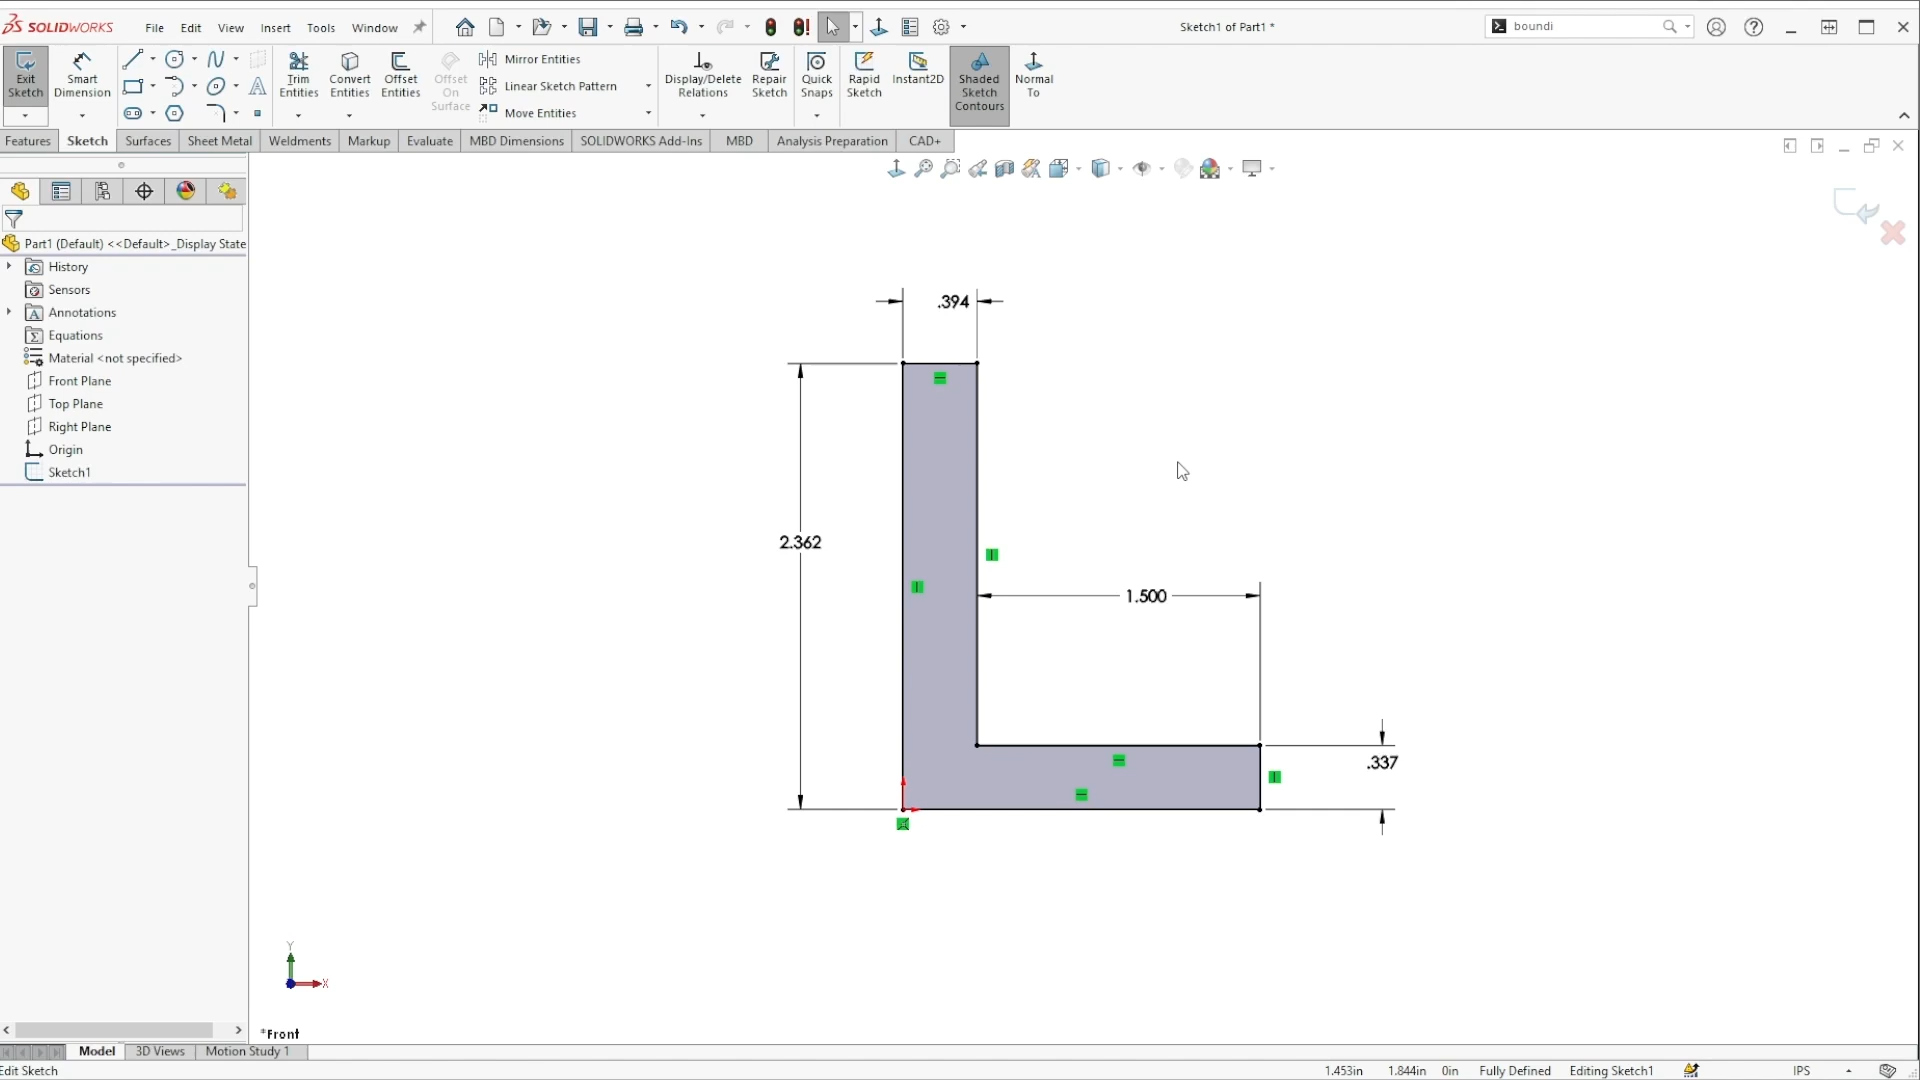 SOLIDWORKS File Edit View Insert Tools Window Sketch1 of Part1 * boundi
Exit Sketch
Smart Dimension
Trim Entities
Convert Entities
Offset Entities
Offset On Surface
Mirror Entities
Linear Sketch Pattern
Move Entities
Display/Delete Relations
Repair Sketch
Quick Snaps
Rapid Sketch
Instant2D
Shaded Sketch Contours
Normal To
Features Sketch Surfaces Sheet Metal Weldments Markup Evaluate MBD Dimensions SOLIDWORKS Add-Ins MBD Analysis Preparation CAD+
Part1 (Default) <<Default>_Display State
History
Sensors
Annotations
Equations
Material <not specified>
Front Plane
Top Plane
Right Plane
Origin
Sketch1
.394
2.362
1.500
.337
Y
X
*Front
Model 3D Views Motion Study 1
Edit Sketch 1.453in 1.844in 0in Fully Defined Editing Sketch1 IPS